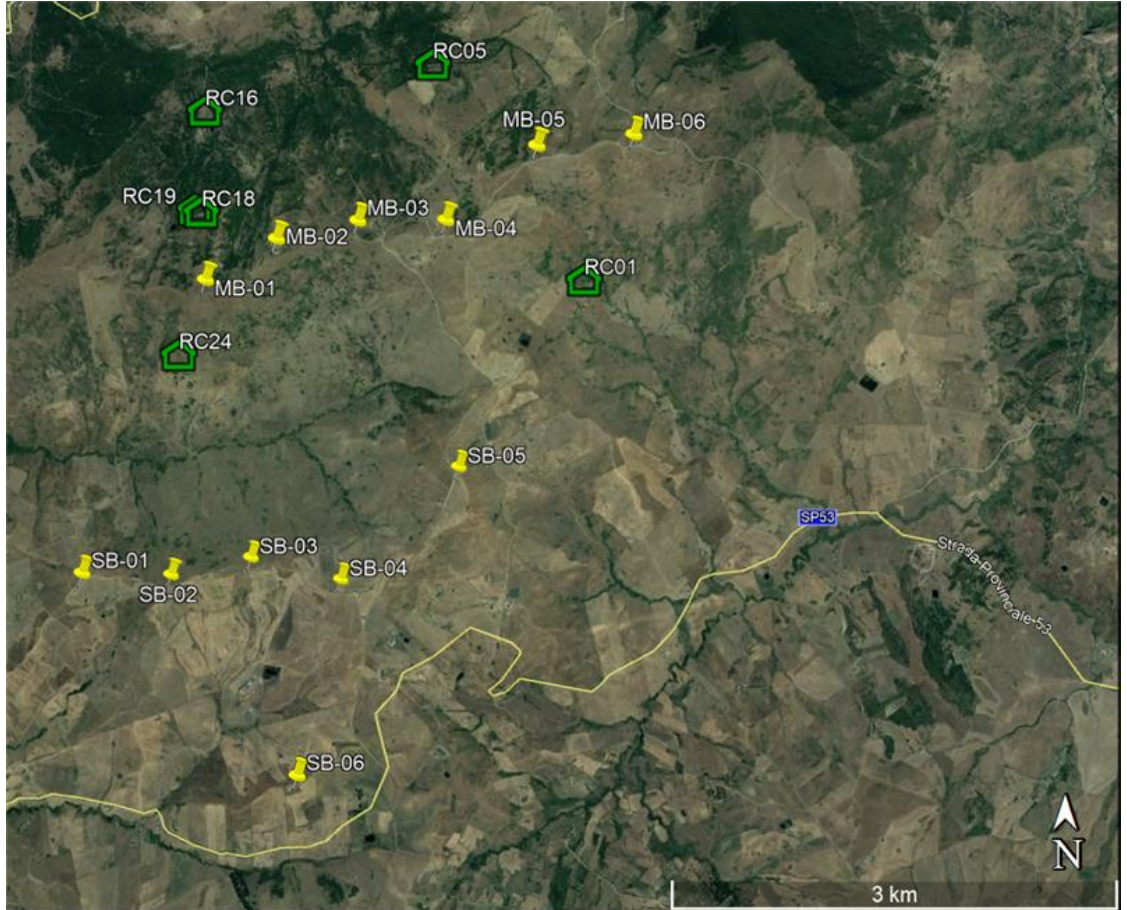 RC05
RC16
MB-05
MB-06
RC19
RC18
MB-03
MB-04
MB-02
RC01
MB-01
RC24
SB-05
SP53
SB-03
SB-01
SB-04
SB-02
Strada Provinciale 53
SB-06
N
3 km